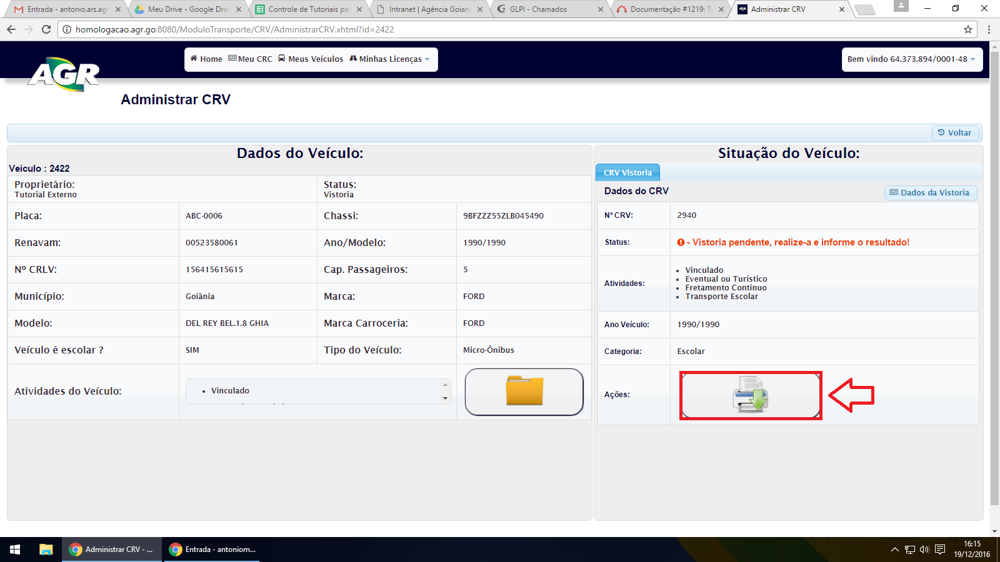 Entrada - antonio.ars.agr
Meu Drive - Google Drive
Controle de Tutoriais pa
Intranet | Agência Goian
GLPI - Chamados
Documentação #1219: Tu
Administrar CRV
homologacao.agr.go:8080/ModuloTransporte/CRV/AdministrarCRV.xhtml?id=2422
AGR
Home
Meu CRC
Meus Veículos
Minhas Licenças
Bem vindo 64.373.894/0001-48
Administrar CRV
Voltar
Dados do Veículo:
Veículo : 2422
Proprietário:
Tutorial Externo
Status:
Vistoria
Placa:
ABC-0006
Chassi:
9BFZZZ55ZLB045490
Renavam:
00523580061
Ano/Modelo:
1990/1990
Nº CRLV:
156415615615
Cap. Passageiros:
5
Município:
Goiânia
Marca:
FORD
Modelo:
DEL REY BEL.1.8 GHIA
Marca Carroceria:
FORD
Veículo é escolar ?
SIM
Tipo do Veículo:
Micro-Ônibus
Atividades do Veículo:
• Vinculado
Situação do Veículo:
CRV Vistoria
Dados do CRV
Dados da Vistoria
Nº CRV:
2940
Status:
- Vistoria pendente, realize-a e informe o resultado!
Atividades:
• Vinculado
• Eventual ou Turístico
• Fretamento Contínuo
• Transporte Escolar
Ano Veículo:
1990/1990
Categoria:
Escolar
Ações:
Administrar CRV - ...
Entrada - antoniom...
16:15
19/12/2016